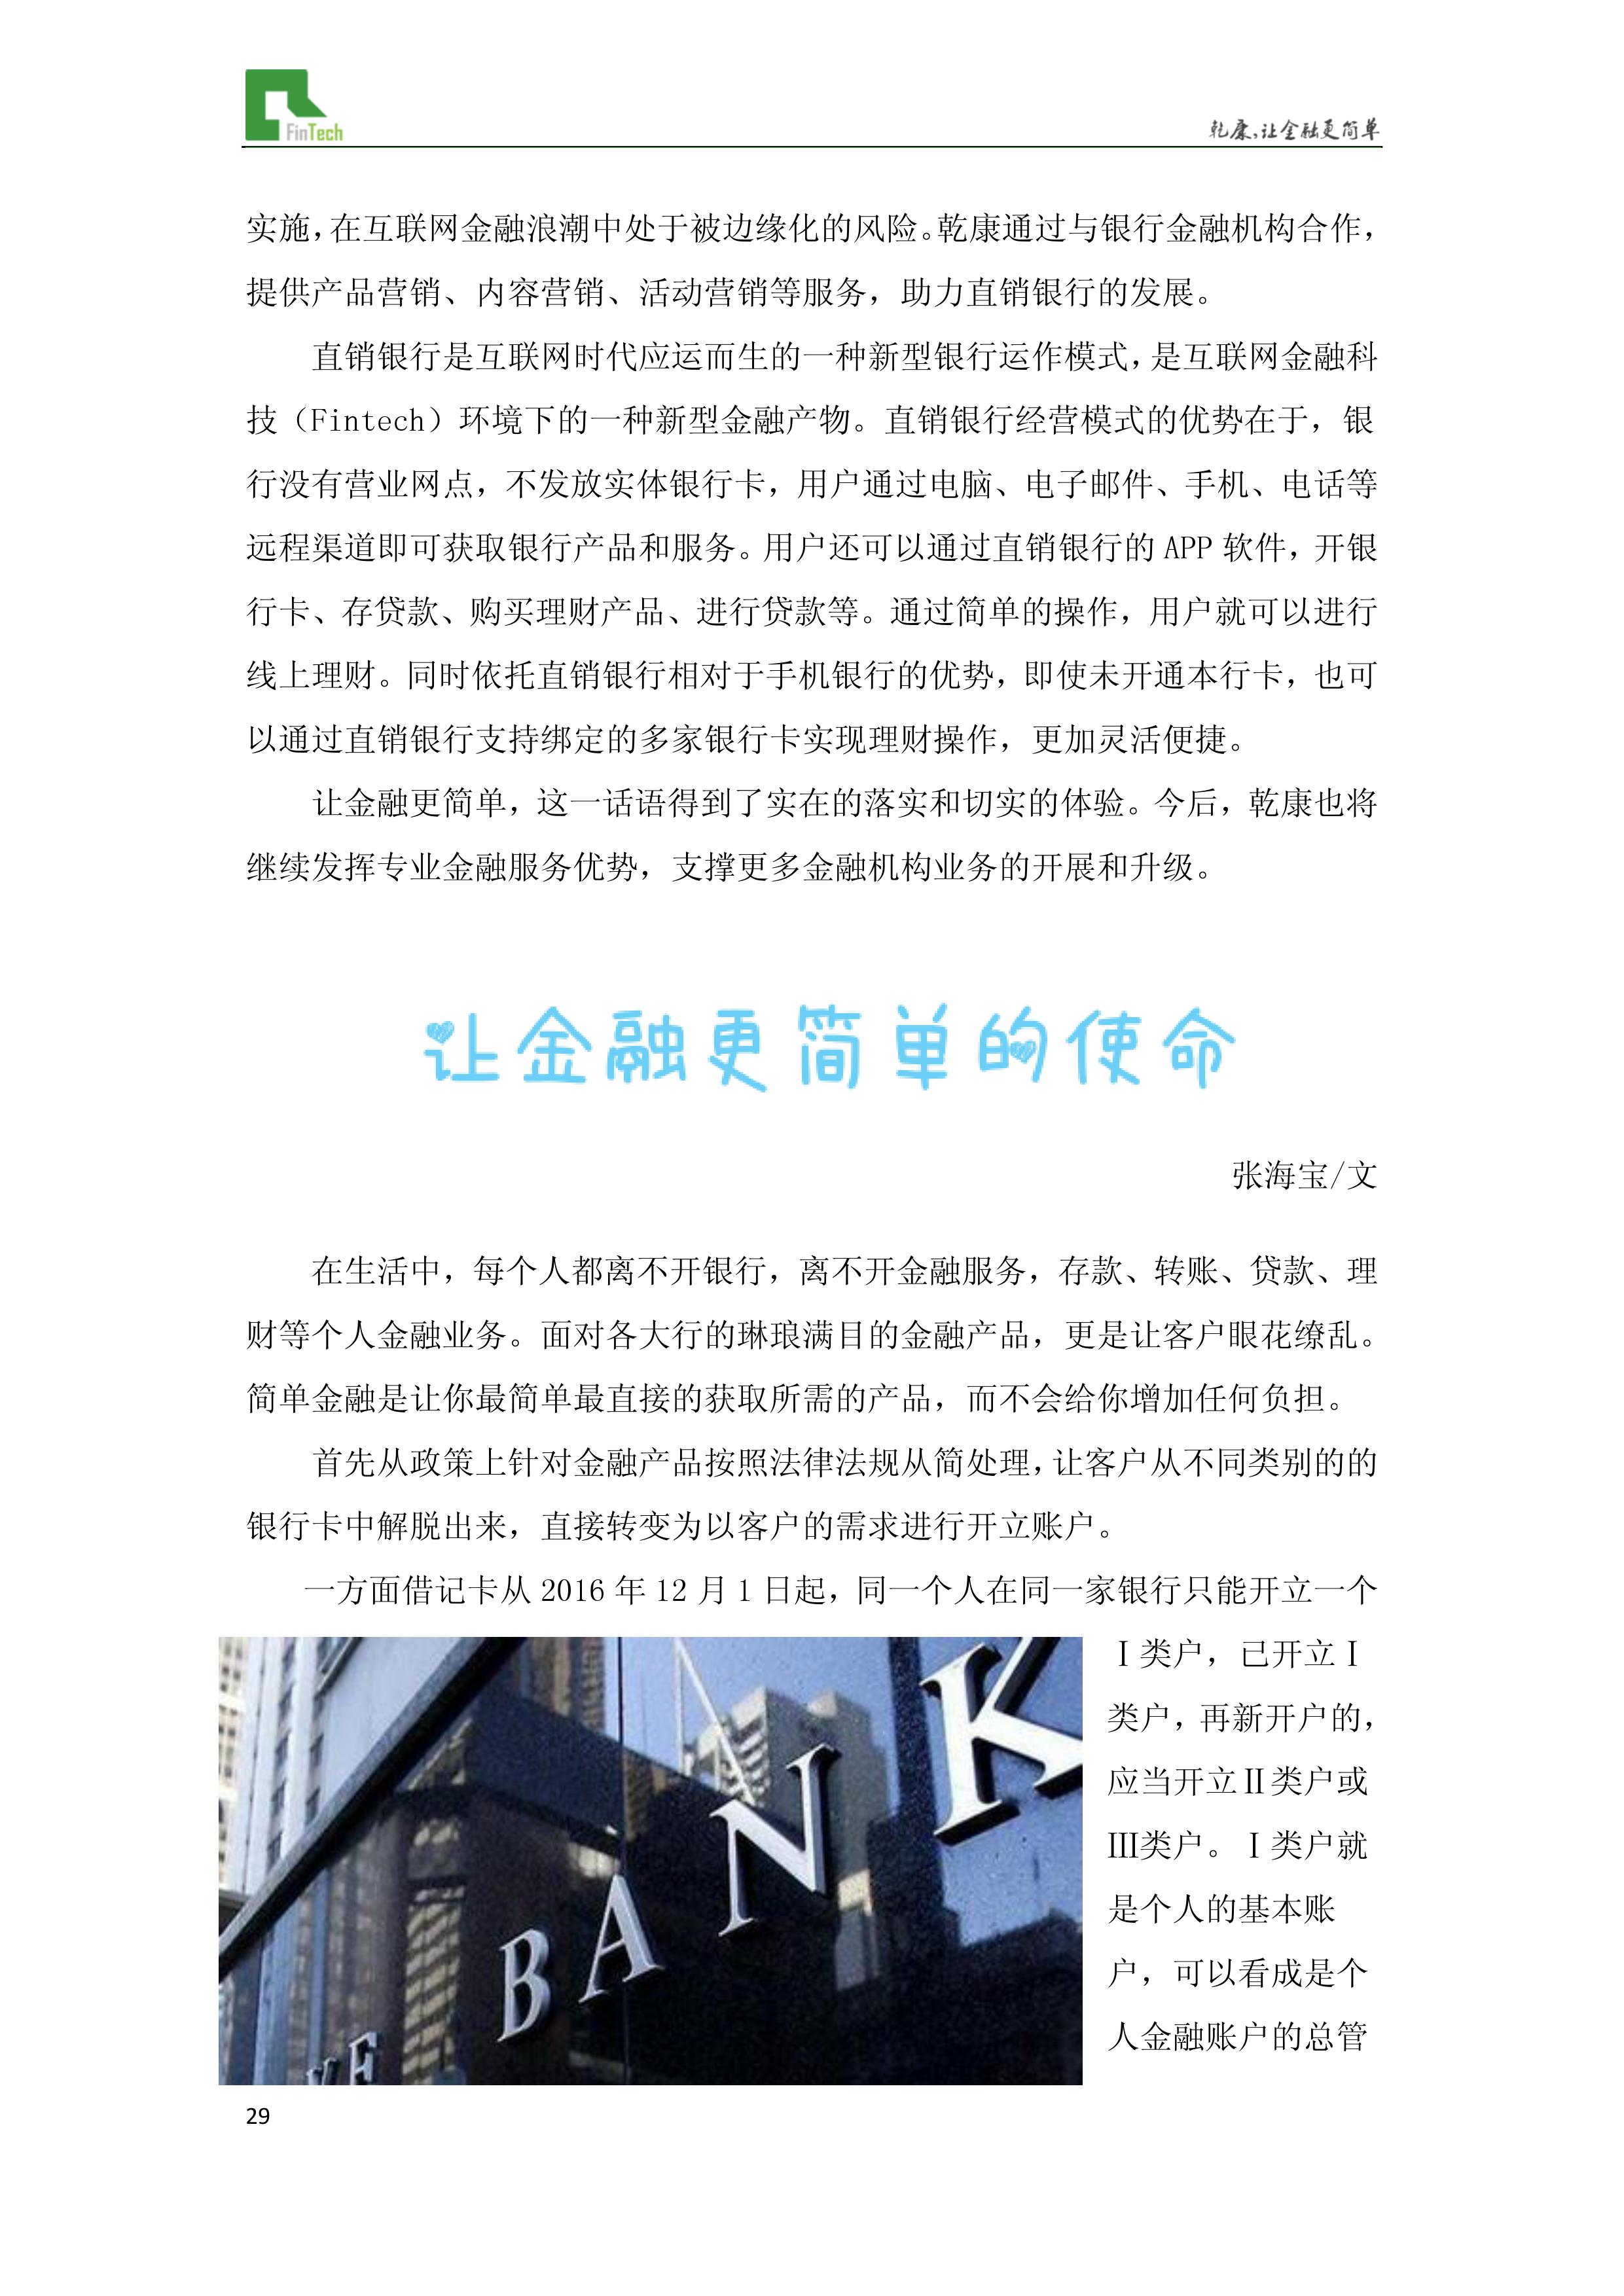 FinTech
乾康,让金融更简单
实施，在互联网金融浪潮中处于被边缘化的风险。乾康通过与银行金融机构合作，
提供产品营销、内容营销、活动营销等服务，助力直销银行的发展。
直销银行是互联网时代应运而生的一种新型银行运作模式，是互联网金融科
技（Fintech）环境下的一种新型金融产物。直销银行经营模式的优势在于，银
行没有营业网点，不发放实体银行卡，用户通过电脑、电子邮件、手机、电话等
远程渠道即可获取银行产品和服务。用户还可以通过直销银行的 APP 软件，开银
行卡、存贷款、购买理财产品、进行贷款等。通过简单的操作，用户就可以进行
线上理财。同时依托直销银行相对于手机银行的优势，即使未开通本行卡，也可
以通过直销银行支持绑定的多家银行卡实现理财操作，更加灵活便捷。
让金融更简单，这一话语得到了实在的落实和切实的体验。今后，乾康也将
继续发挥专业金融服务优势，支撑更多金融机构业务的开展和升级。
让金融更简单的使命
张海宝/文
在生活中，每个人都离不开银行，离不开金融服务，存款、转账、贷款、理
财等个人金融业务。面对各大行的琳琅满目的金融产品，更是让客户眼花缭乱。
简单金融是让你最简单最直接的获取所需的产品，而不会给你增加任何负担。
首先从政策上针对金融产品按照法律法规从简处理，让客户从不同类别的的
银行卡中解脱出来，直接转变为以客户的需求进行开立账户。
一方面借记卡从 2016 年 12 月 1 日起，同一个人在同一家银行只能开立一个
Ⅰ类户，已开立Ⅰ
类户，再新开户的，
应当开立Ⅱ类户或
Ⅲ类户。Ⅰ类户就
是个人的基本账
户，可以看成是个
人金融账户的总管
BANK
29